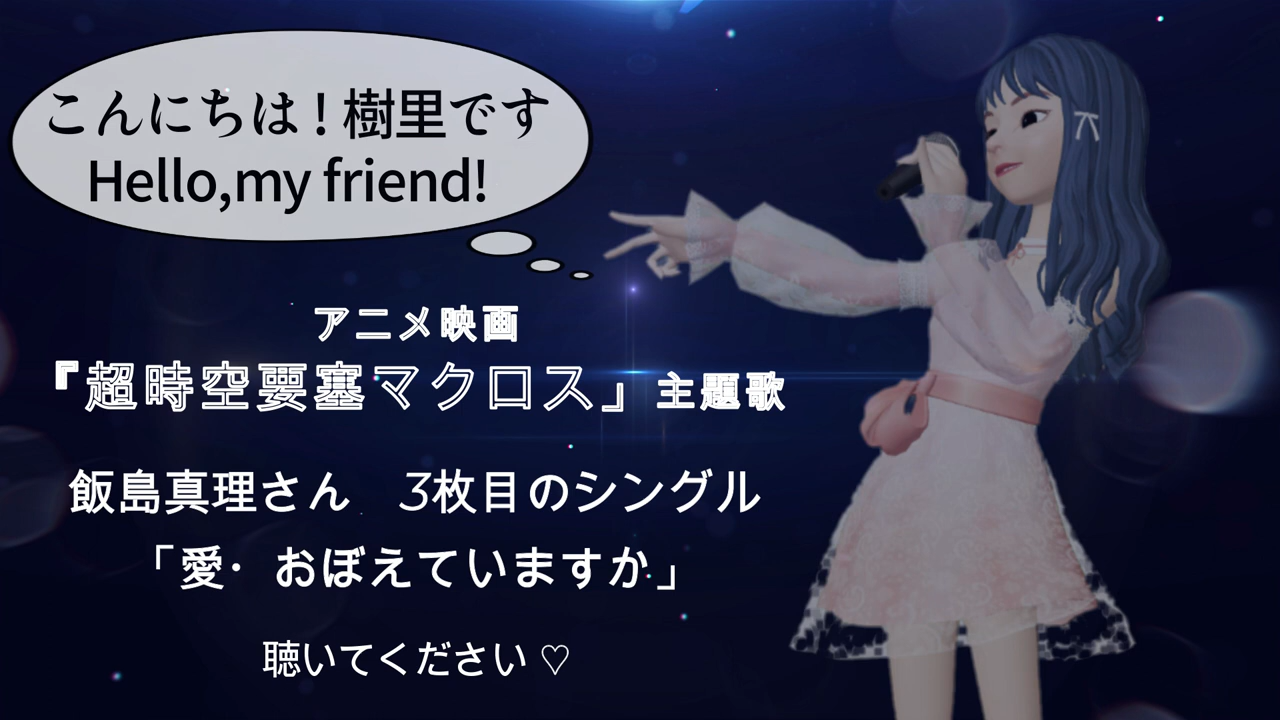 こんにちは！樹里です
Hello,my friend!
アニメ映画
『超時空要塞マクロス」主題歌
飯島真理さん　3枚目のシングル
「愛・おぼえていますか」
聴いてください♡